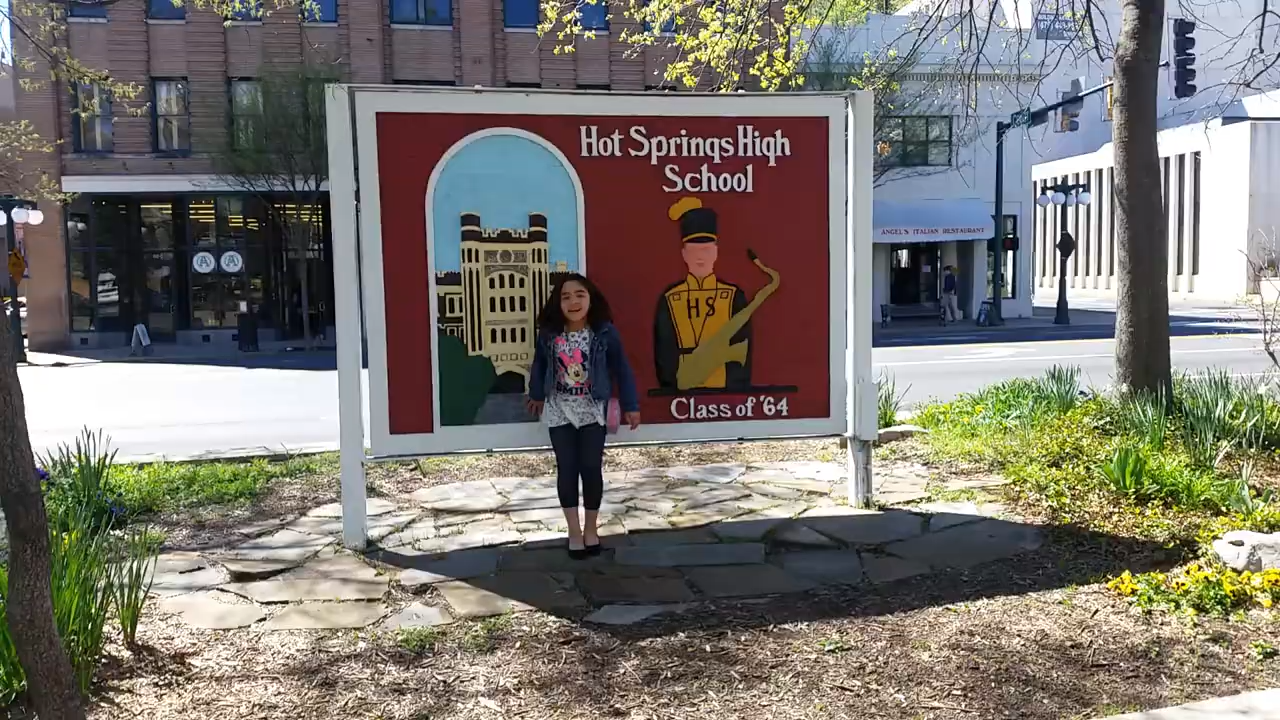 Hot Springs High
School
HS
Class of '64
ANGEL'S ITALIAN RESTAURANT